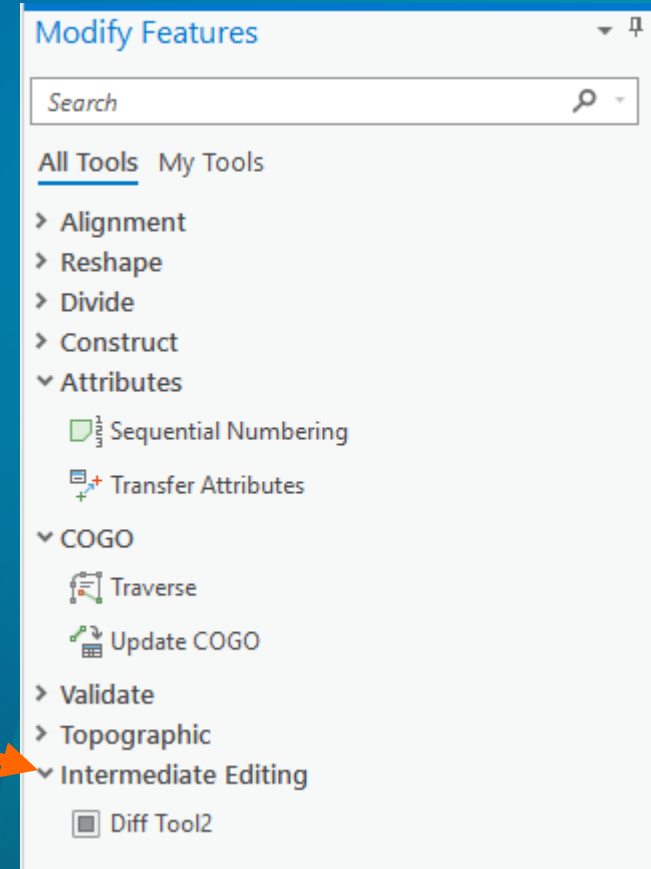 Modify Features
Search
All Tools My Tools
Alignment
Reshape
Divide
Construct
Attributes
Sequential Numbering
Transfer Attributes
COGO
Traverse
Update COGO
Validate
Topographic
Intermediate Editing
Diff Tool2